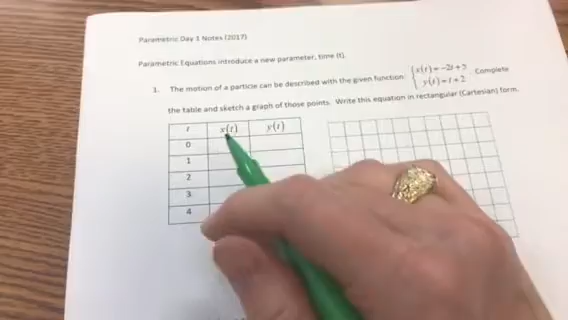 Parametric Day 1 Notes (2017)
Parametric Equations introduce a new parameter, time (t).
1. The motion of a particle can be described with the given function: { x(t) = -2t + 5 Complete
y(t) = t + 2
the table and sketch a graph of those points. Write this equation in rectangular (Cartesian) form.
t x(t) y(t)
0
1
2
3
4